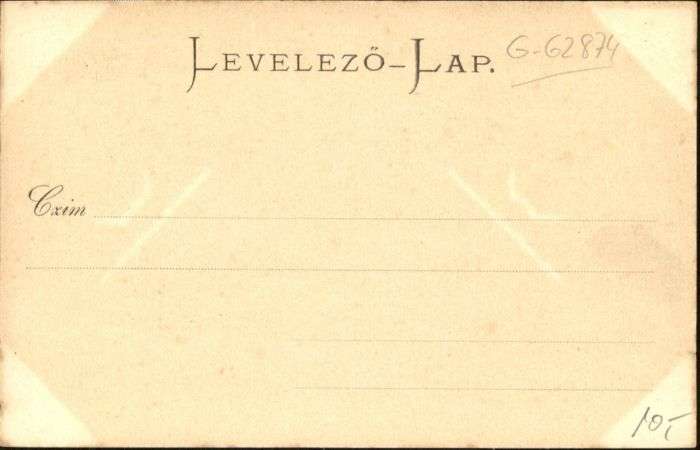 LEVELEZŐ-LAP.
G-62874
Czim
10,-